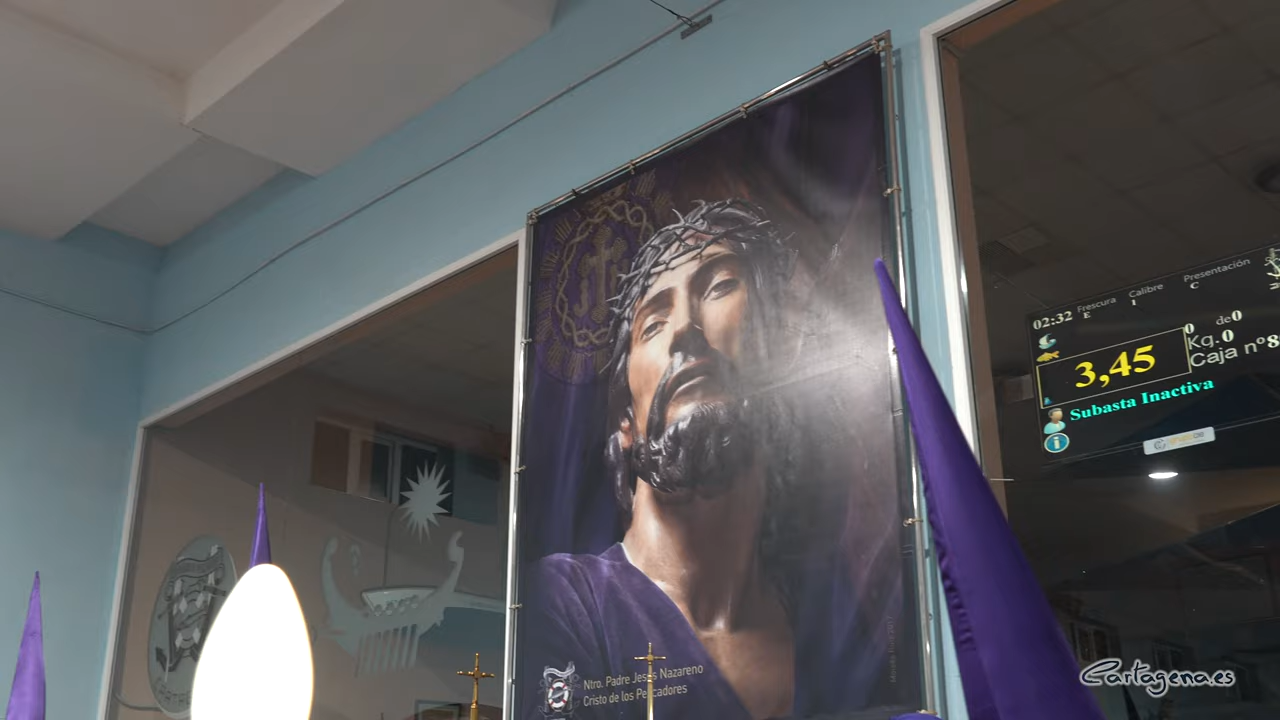 Ntro. Padre Jesús Nazareno
Cristo de los Pescadores
02:32
Frescura
Calibre
Presentación
E
1
C
3,45
0 de 0
Kg. 0
Caja nº8
Subasta Inactiva
Cartagena.es